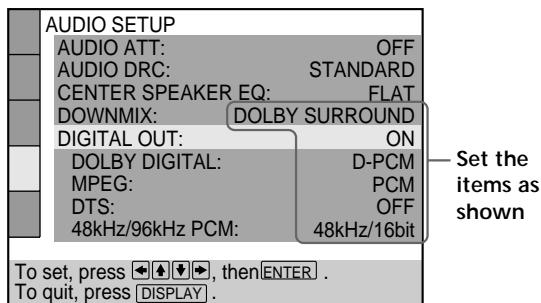 AUDIO SETUP
AUDIO ATT: OFF
AUDIO DRC: STANDARD
CENTER SPEAKER EQ: FLAT
DOWNMIX: DOLBY SURROUND
DIGITAL OUT: ON
DOLBY DIGITAL: D-PCM
MPEG: PCM
DTS: OFF
48kHz/96kHz PCM: 48kHz/16bit
To set, press ←↑↓→, then ENTER.
To quit, press DISPLAY.
Set the
items as
shown